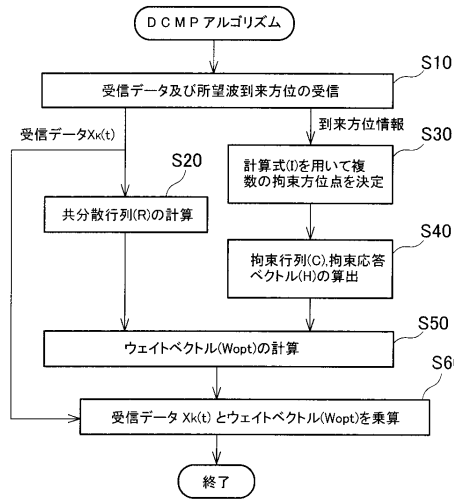 DCMPアルゴリズム
S10
受信データ及び所望波到来方位の受信
受信データXK(t)
到来方位情報
S20
S30
計算式(I)を用いて複
数の拘束方位点を決定
共分散行列(R)の計算
S40
拘束行列(C),拘束応答
ベクトル(H)の算出
S50
ウェイトベクトル(Wopt)の計算
S60
受信データ Xk(t) とウェイトベクトル(Wopt)を乗算
終了